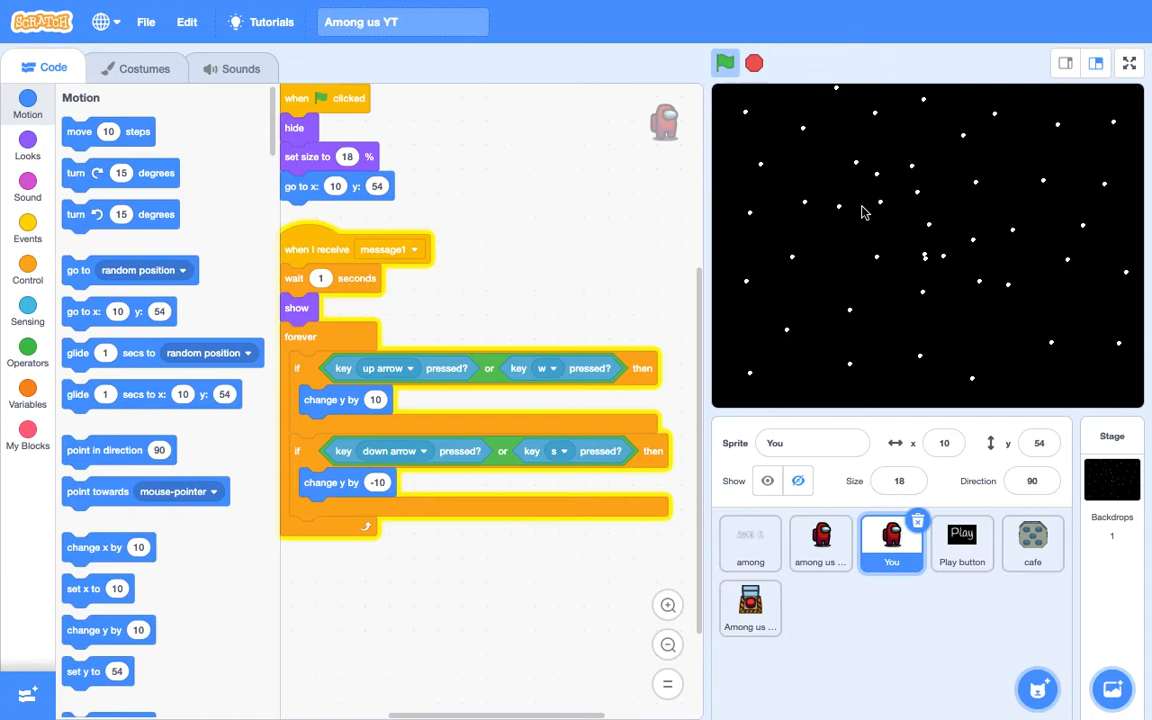 SCRATCH File Edit Tutorials Among us YT
Code Costumes Sounds
Motion
Looks
Sound
Events
Control
Sensing
Operators
Variables
My Blocks
Motion
move 10 steps
turn 15 degrees
turn 15 degrees
go to random position
go to x: 10 y: 54
glide 1 secs to random position
glide 1 secs to x: 10 y: 54
point in direction 90
point towards mouse-pointer
change x by 10
set x to 10
change y by 10
set y to 54
when clicked
hide
set size to 18 %
go to x: 10 y: 54
when I receive message1
wait 1 seconds
show
forever
if key up arrow pressed? or key w pressed? then
change y by 10
if key down arrow pressed? or key s pressed? then
change y by -10
Sprite You x 10 y 54
Show Size 18 Direction 90
among
among us ...
You
Play
Play button
cafe
Among us ...
Stage
Backdrops
1